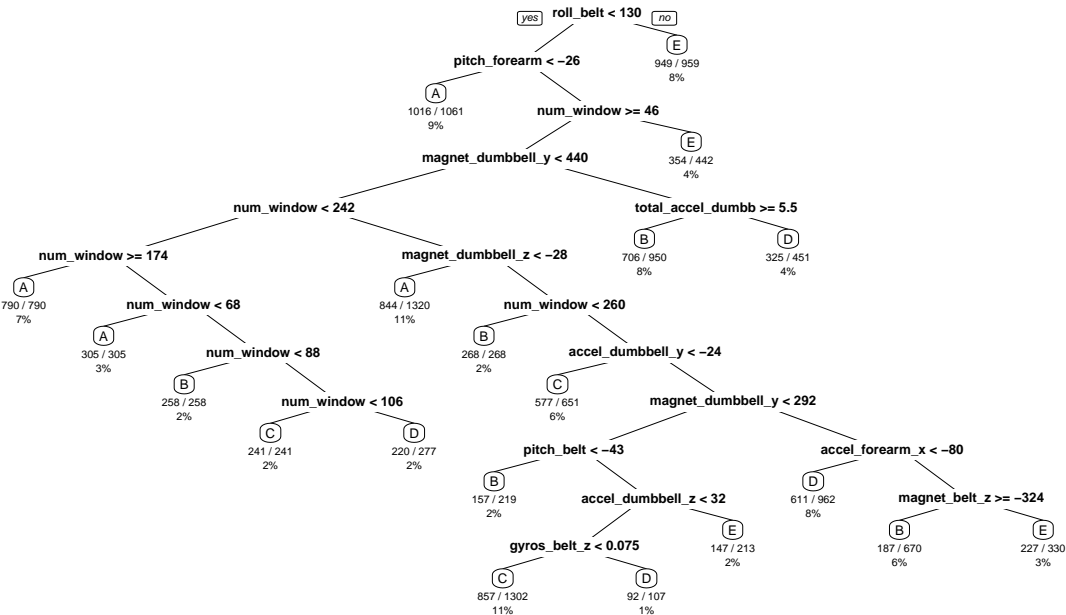 yes roll_belt < 130 no
E
949 / 959
8%
pitch_forearm < −26
A
1016 / 1061
9%
num_window >= 46
E
354 / 442
4%
magnet_dumbbell_y < 440
num_window < 242
total_accel_dumbb >= 5.5
B
706 / 950
8%
D
325 / 451
4%
num_window >= 174
magnet_dumbbell_z < −28
A
790 / 790
7%
num_window < 68
A
844 / 1320
11%
num_window < 260
A
305 / 305
3%
num_window < 88
B
268 / 268
2%
accel_dumbbell_y < −24
B
258 / 258
2%
num_window < 106
C
577 / 651
6%
magnet_dumbbell_y < 292
C
241 / 241
2%
D
220 / 277
2%
pitch_belt < −43
accel_forearm_x < −80
B
157 / 219
2%
accel_dumbbell_z < 32
D
611 / 962
8%
magnet_belt_z >= −324
gyros_belt_z < 0.075
E
147 / 213
2%
B
187 / 670
6%
E
227 / 330
3%
C
857 / 1302
11%
D
92 / 107
1%